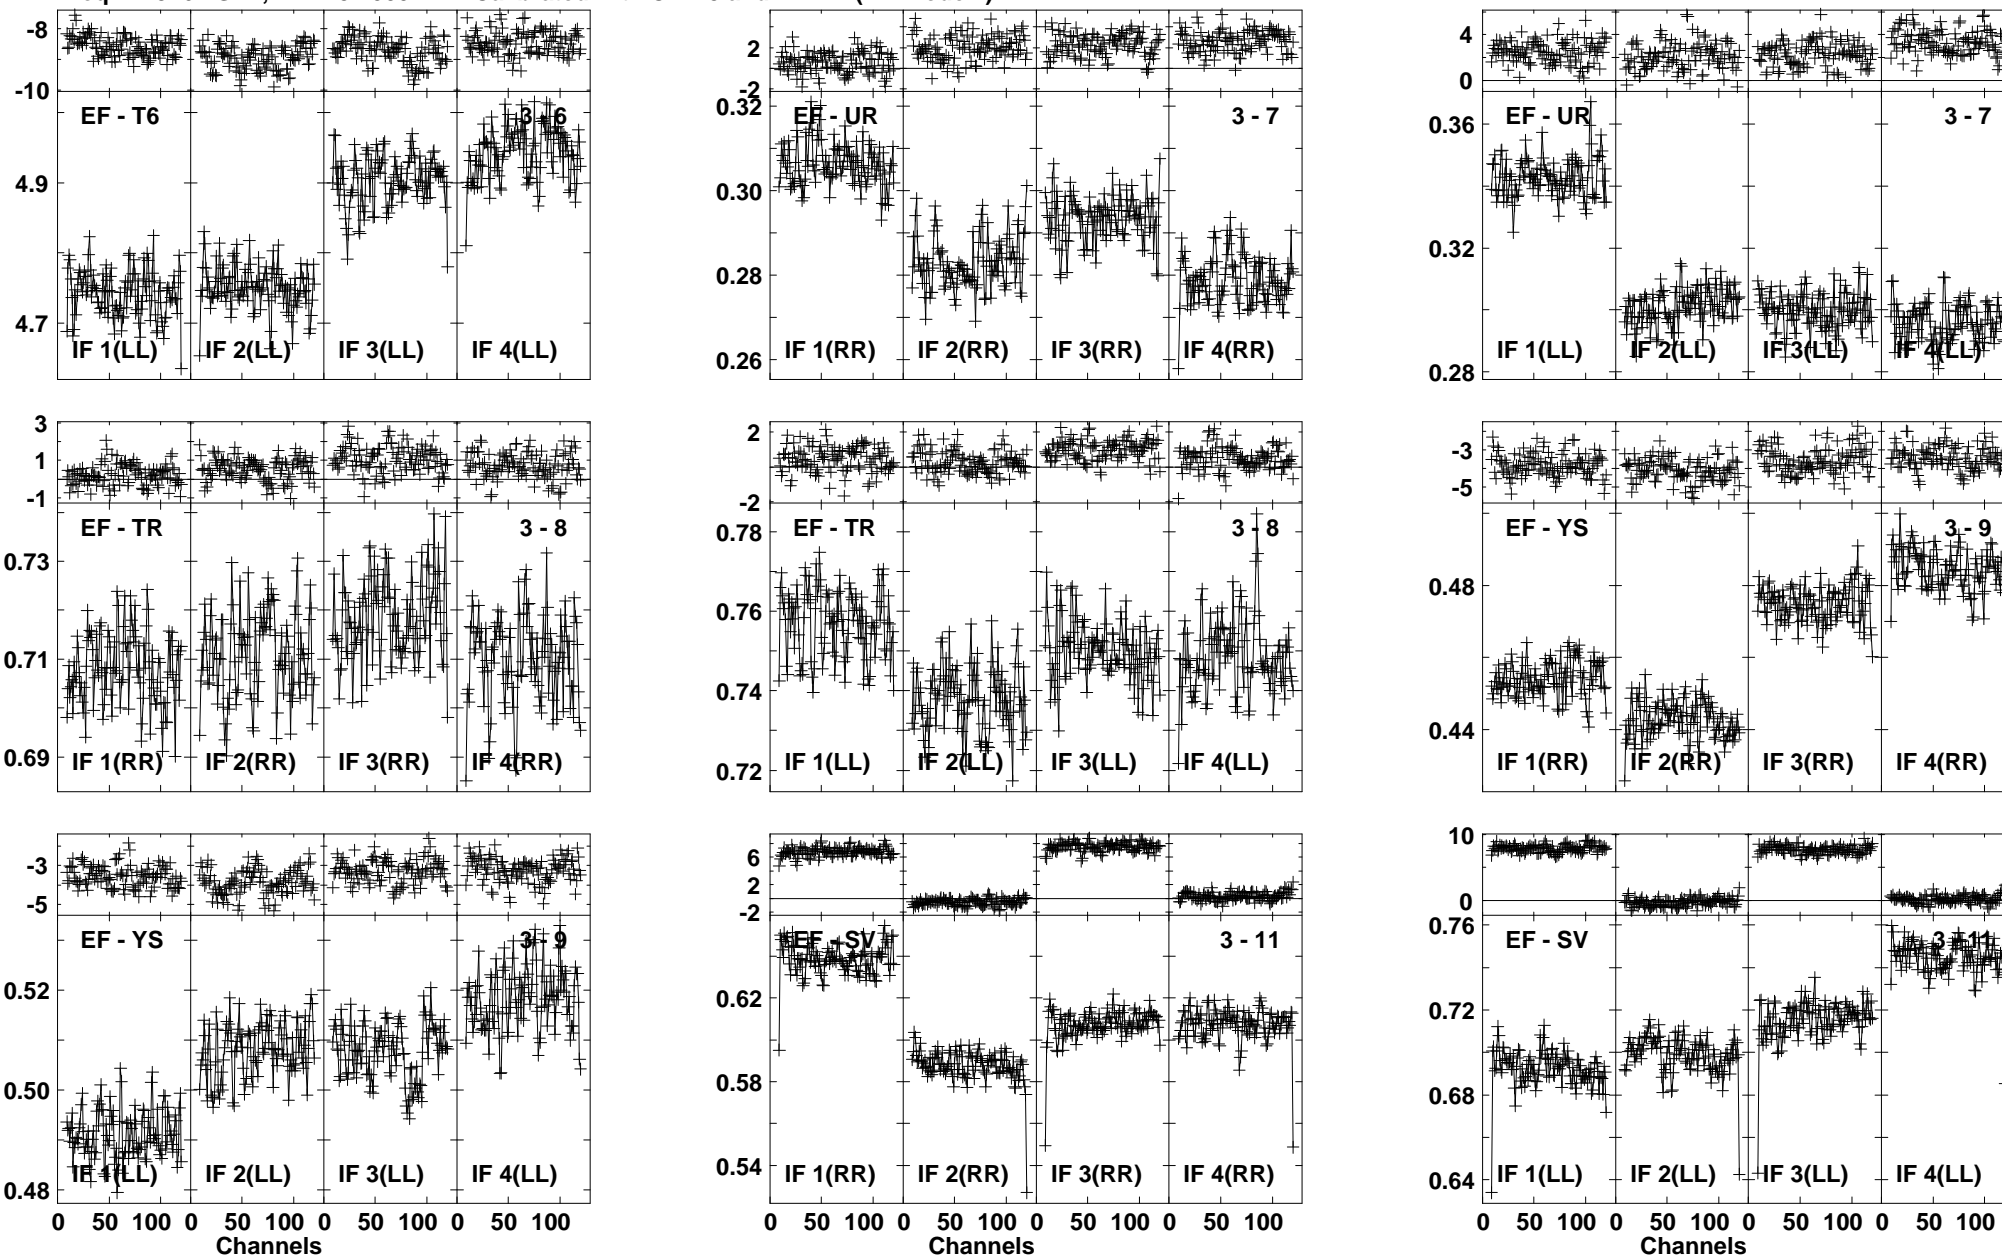 -8
-10
EF - T6
3 - 6
4.9
4.7
IF 1(LL) IF 2(LL) IF 3(LL) IF 4(LL)
2
-2
0.32
EF - UR
3 - 7
0.30
0.28
0.26
IF 1(RR) IF 2(RR) IF 3(RR) IF 4(RR)
4
0
EF - UR
3 - 7
0.36
0.32
0.28
IF 1(LL) IF 2(LL) IF 3(LL) IF 4(LL)
3
1
-1
EF - TR
3 - 8
0.73
0.71
0.69
IF 1(RR) IF 2(RR) IF 3(RR) IF 4(RR)
2
-2
EF - TR
3 - 8
0.78
0.76
0.74
0.72
IF 1(LL) IF 2(LL) IF 3(LL) IF 4(LL)
-3
-5
EF - YS
3 - 9
0.48
0.44
IF 1(RR) IF 2(RR) IF 3(RR) IF 4(RR)
-3
-5
EF - YS
3 - 9
0.52
0.50
0.48
IF 1(LL) IF 2(LL) IF 3(LL) IF 4(LL)
0 50 100 0 50 100 0 50 100 0 50 100
Channels
6
2
-2
EF - SV
3 - 11
0.62
0.58
0.54
IF 1(RR) IF 2(RR) IF 3(RR) IF 4(RR)
0 50 100 0 50 100 0 50 100 0 50 100
Channels
10
0
EF - SV
3 - 11
0.76
0.72
0.68
0.64
IF 1(LL) IF 2(LL) IF 3(LL) IF 4(LL)
0 50 100 0 50 100 0 50 100 0 50 100
Channels